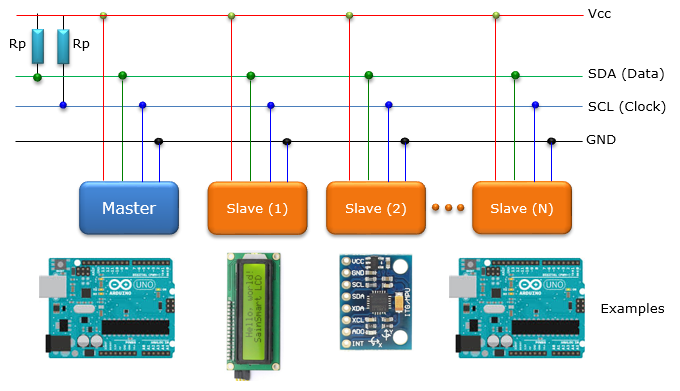 Vcc
Rp
Rp
SDA (Data)
SCL (Clock)
GND
Master
Slave (1)
Slave (2)
Slave (N)
ARDUINO
UNO
Hello, world!
SainSmart LCD
VCC
GND
SCL
SDA
XDA
XCL
ADO
INT
ITG/MPU
X
ARDUINO
UNO
Examples